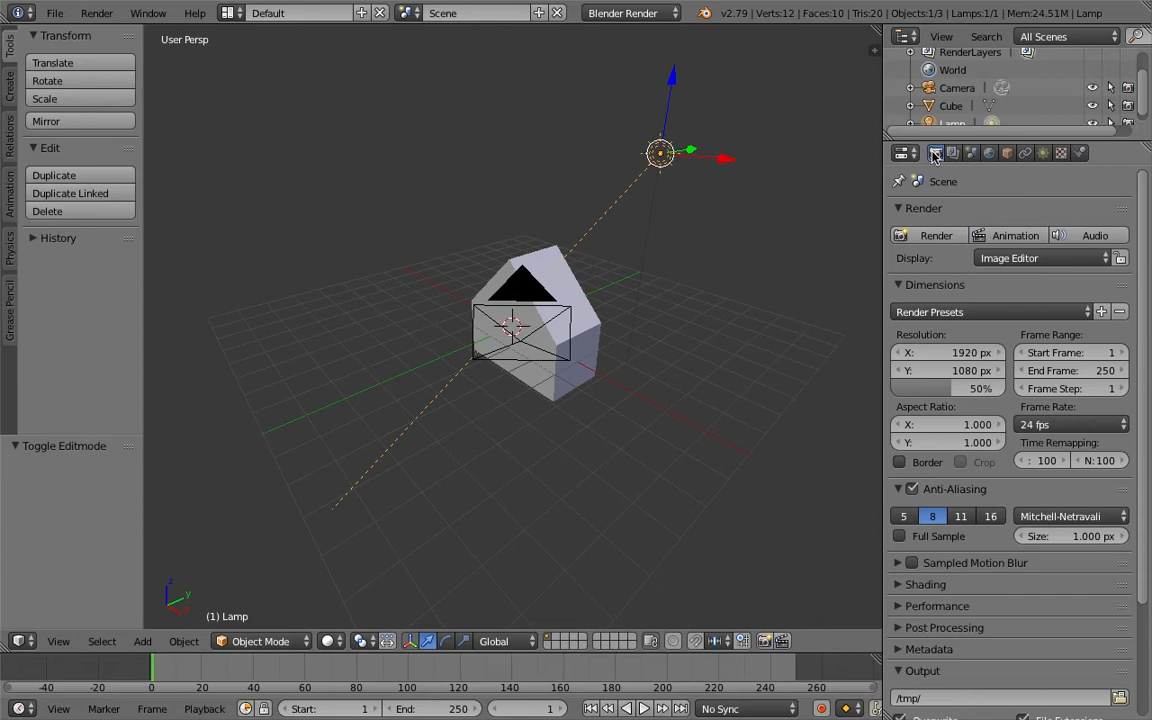 File Render Window Help Default Scene Blender Render v2.79 | Verts:12 | Faces:10 | Tris:20 | Objects:1/3 | Lamps:1/1 | Mem:24.51M | Lamp
Tools
Create
Relations
Animation
Physics
Grease Pencil
Transform
Translate
Rotate
Scale
Mirror
Edit
Duplicate
Duplicate Linked
Delete
History
Toggle Editmode
User Persp
z
y
x
(1) Lamp
View Select Add Object Object Mode Global
-40 -20 0 20 40 60 80 100 120 140 160 180 200 220 240 260
View Marker Frame Playback Start: 1 End: 250 1 No Sync
View Search All Scenes
RenderLayers |
World
Camera |
Cube |
Lamp |
Scene
Render
Render Animation Audio
Display: Image Editor
Dimensions
Render Presets
Resolution: Frame Range:
X: 1920 px Start Frame: 1
Y: 1080 px End Frame: 250
50% Frame Step: 1
Aspect Ratio: Frame Rate:
X: 1.000 24 fps
Y: 1.000 Time Remapping:
Border Crop : 100 N:100
Anti-Aliasing
5 8 11 16 Mitchell-Netravali
Full Sample Size: 1.000 px
Sampled Motion Blur
Shading
Performance
Post Processing
Metadata
Output
/tmp/
Overwrite File Extensions